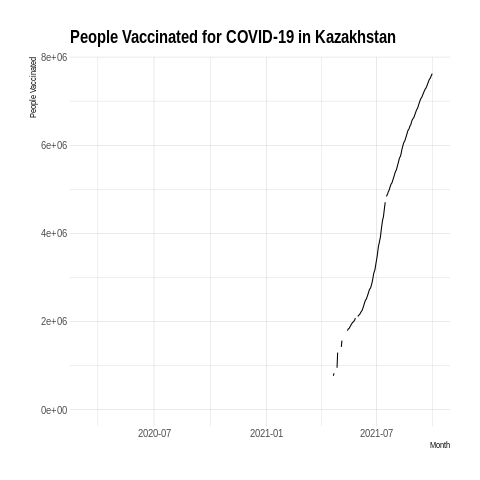 People Vaccinated for COVID-19 in Kazakhstan
People Vaccinated
8e+06
6e+06
4e+06
2e+06
0e+00
2020-07
2021-01
2021-07
Month